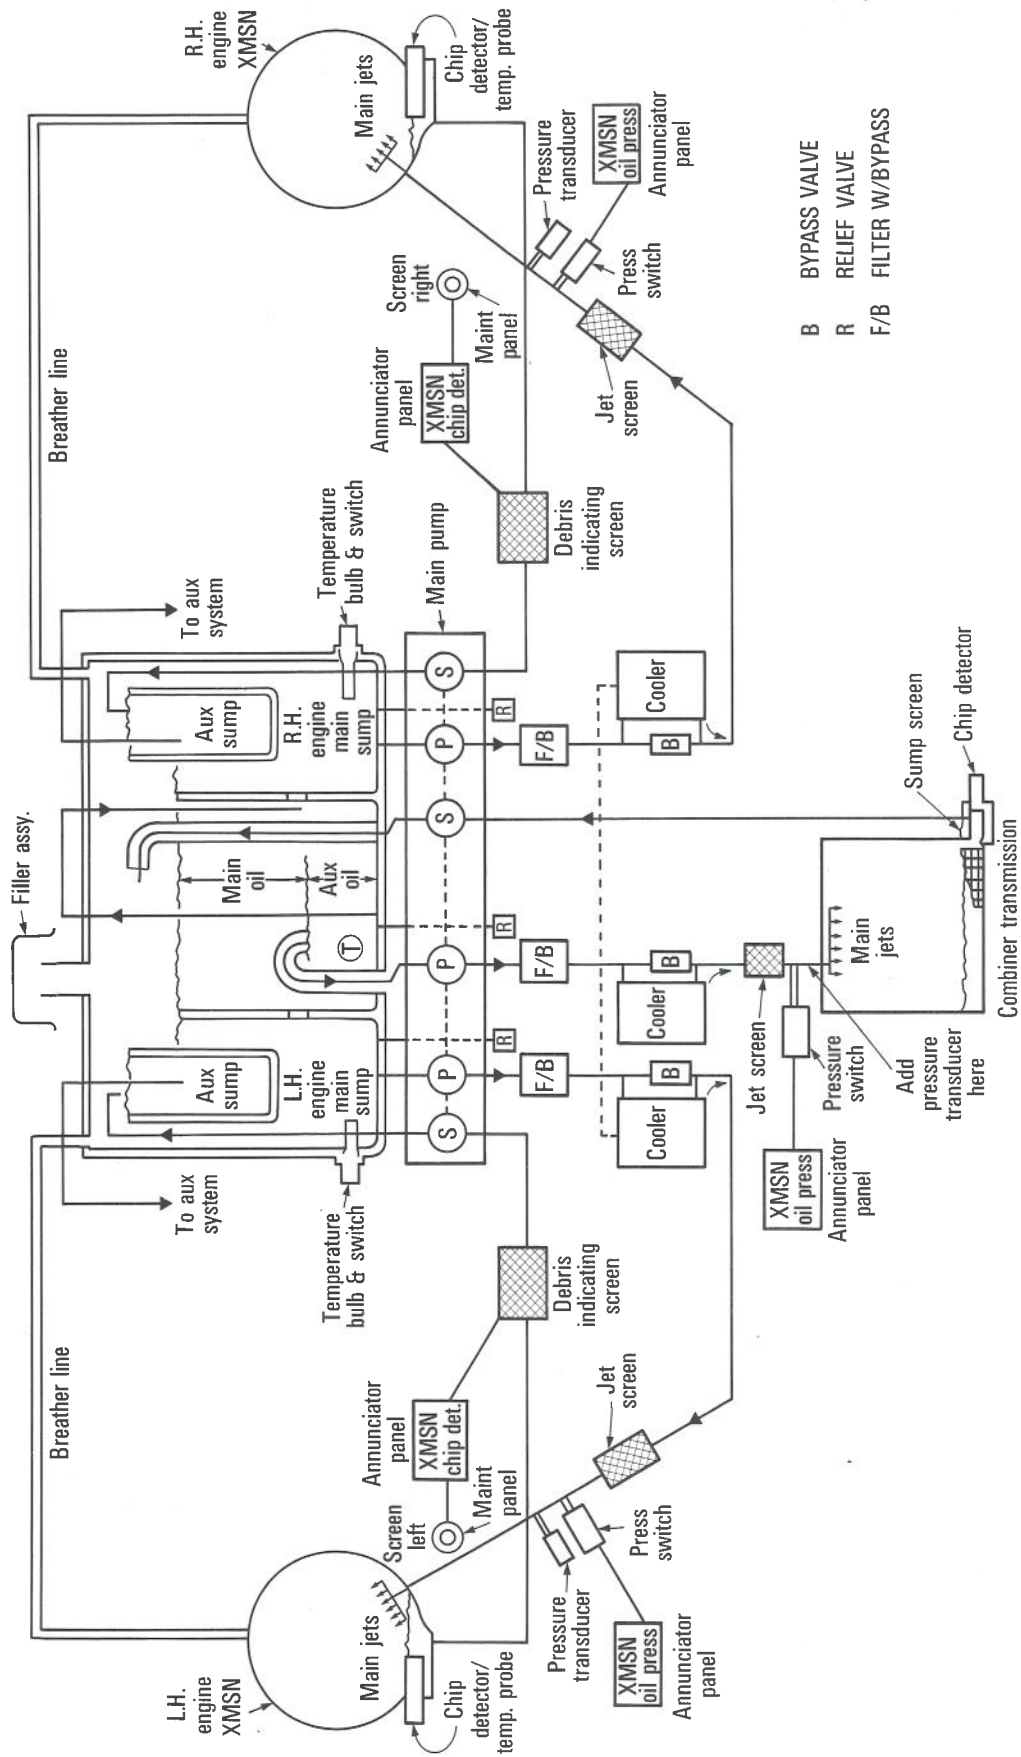 Filler assy.
Breather line
Breather line
L.H.
engine
XMSN
R.H.
engine
XMSN
To aux
system
To aux
system
Aux
sump
L.H.
engine
main
sump
Main
oil
Aux
oil
T
Aux
sump
R.H.
engine
main
sump
Temperature
bulb & switch
Temperature
bulb & switch
Main pump
S
P
P
S
P
S
R
R
R
F/B
F/B
F/B
Main jets
Main jets
Chip
detector/
temp. probe
Chip
detector/
temp. probe
Screen
left
Maint
panel
Annunciator
panel
XMSN
chip det.
Debris
indicating
screen
Annunciator
panel
XMSN
chip det.
Screen
right
Maint
panel
Debris
indicating
screen
Pressure
transducer
Press
switch
XMSN
oil press
Annunciator
panel
Jet
screen
Pressure
transducer
Press
switch
XMSN
oil press
Annunciator
panel
Jet
screen
Cooler
B
Cooler
B
B
Cooler
Jet screen
Pressure
switch
Add
pressure
transducer
here
XMSN
oil press
Annunciator
panel
Main
jets
Sump screen
Chip detector
Combiner transmission
B BYPASS VALVE
R RELIEF VALVE
F/B FILTER W/BYPASS